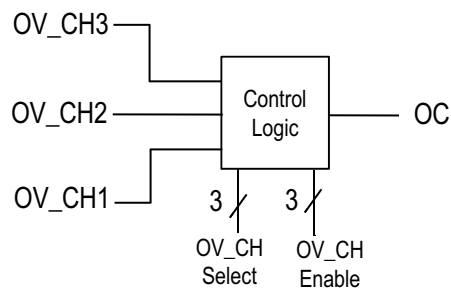 OV_CH3
OV_CH2
OV_CH1
Control
Logic
OC
3
3
OV_CH
Select
OV_CH
Enable